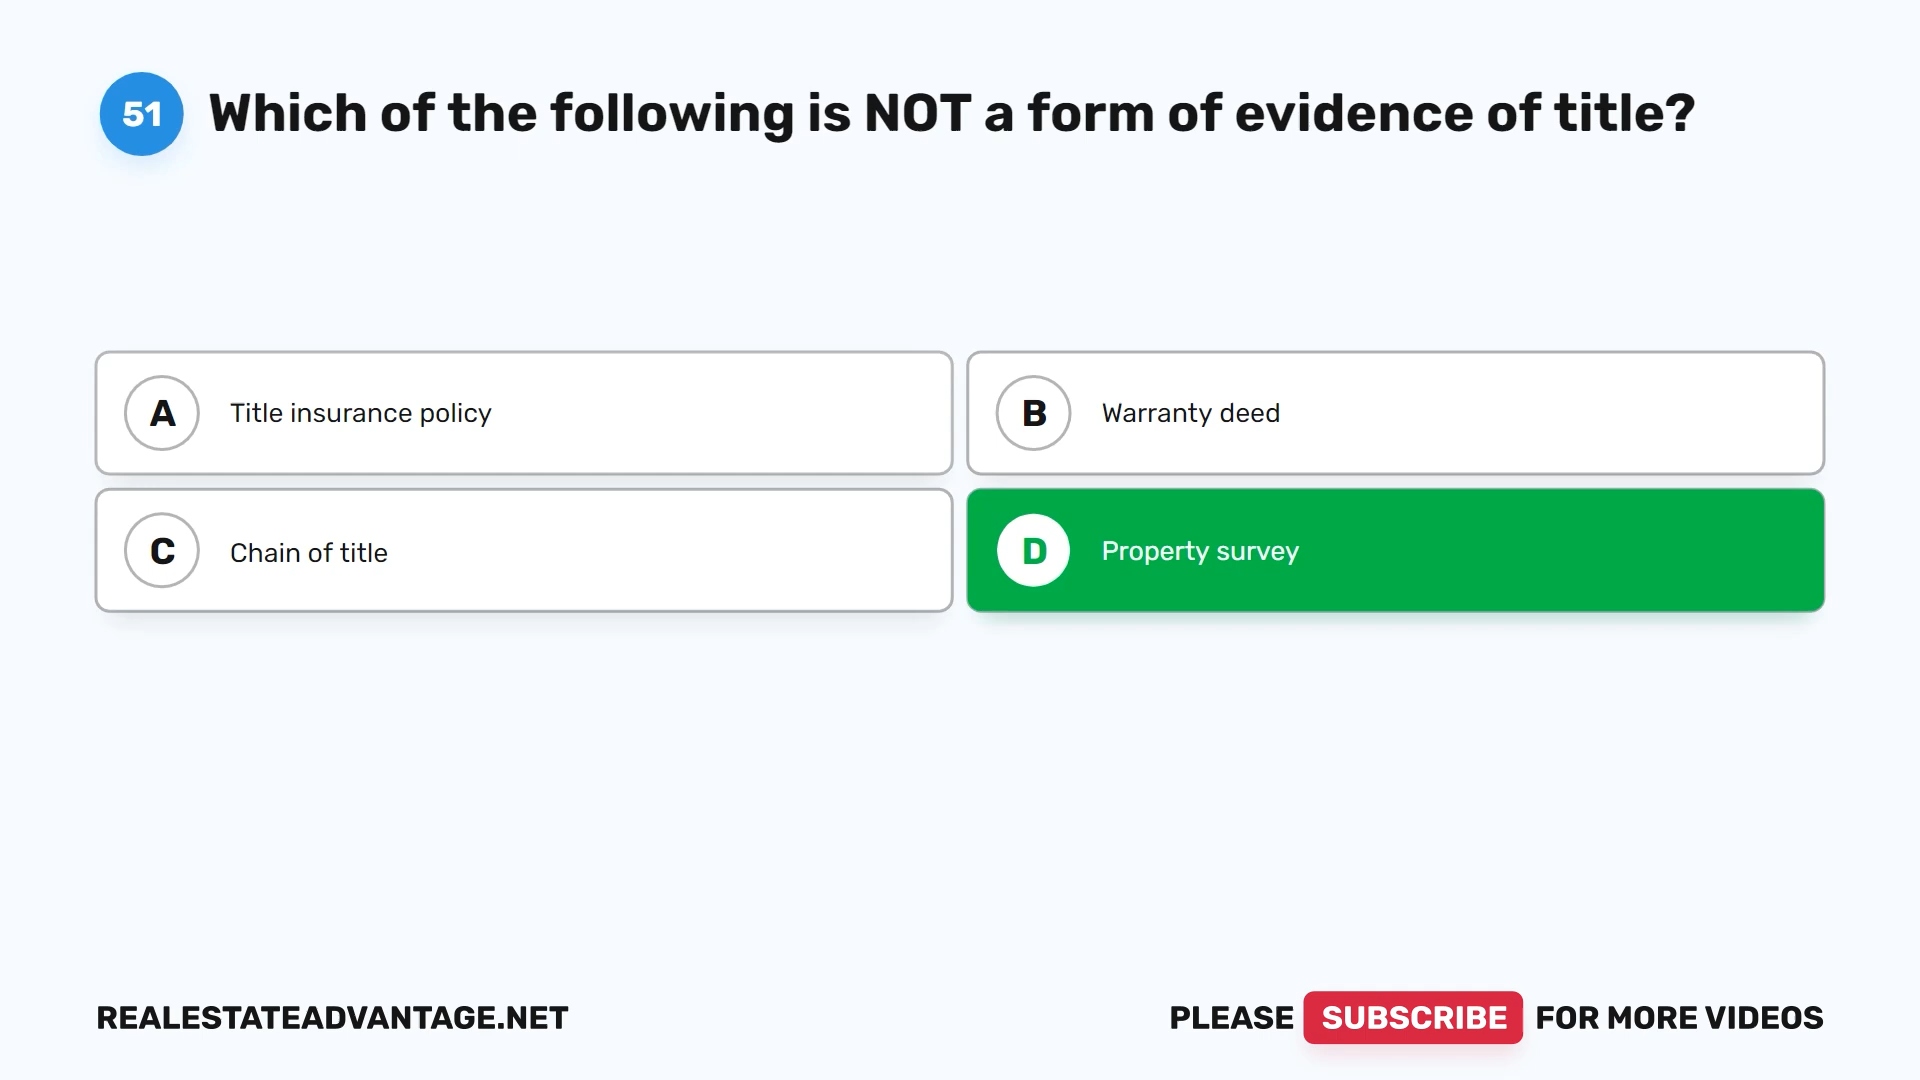 51 Which of the following is NOT a form of evidence of title?
A Title insurance policy
B Warranty deed
C Chain of title
D Property survey
REALESTATEADVANTAGE.NET
PLEASE SUBSCRIBE FOR MORE VIDEOS